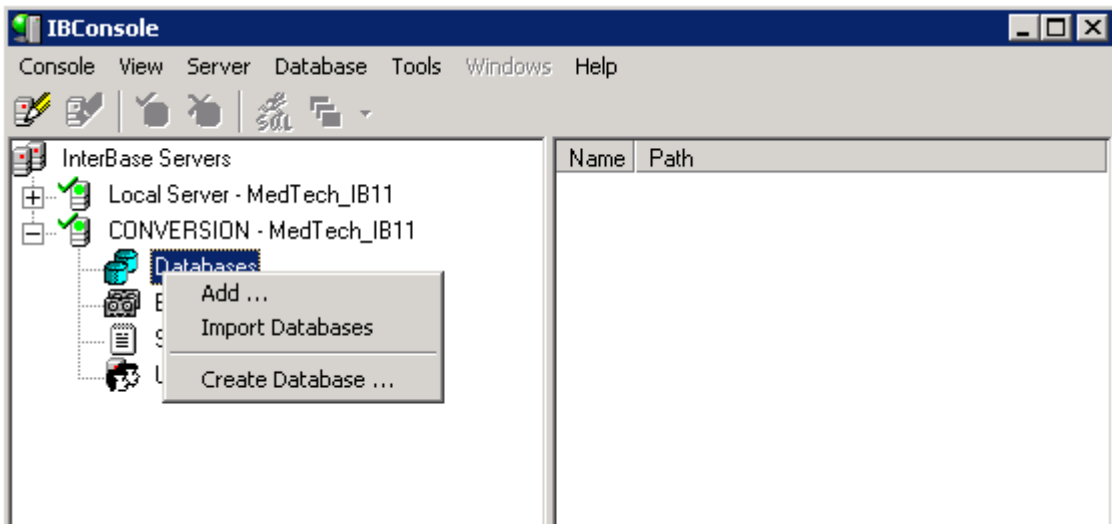 IBConsole
Console View Server Database Tools Windows Help
SQL
InterBase Servers
Name Path
Local Server - MedTech_IB11
CONVERSION - MedTech_IB11
Databases
Add ...
Import Databases
Create Database ...